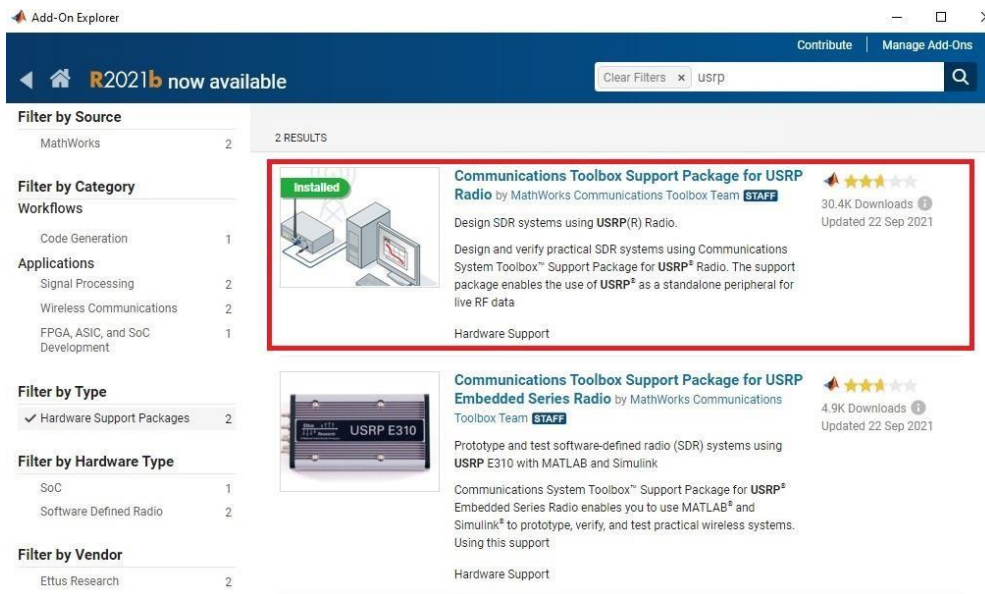 Add-On Explorer
Contribute
Manage Add-Ons
R2021b now available
Clear Filters x usrp
Filter by Source
MathWorks 2
Filter by Category
Workflows
Code Generation 1
Applications
Signal Processing 2
Wireless Communications 2
FPGA, ASIC, and SoC 1
Development
Filter by Type
Hardware Support Packages 2
Filter by Hardware Type
SoC 1
Software Defined Radio 2
Filter by Vendor
Ettus Research 2
2 RESULTS
Installed
Communications Toolbox Support Package for USRP
Radio by MathWorks Communications Toolbox Team STAFF
Design SDR systems using USRP(R) Radio.
Design and verify practical SDR systems using Communications
System Toolbox™ Support Package for USRP® Radio. The support
package enables the use of USRP® as a standalone peripheral for
live RF data
Hardware Support
30.4K Downloads
Updated 22 Sep 2021
Ettus
Research
USRP E310
Communications Toolbox Support Package for USRP
Embedded Series Radio by MathWorks Communications
Toolbox Team STAFF
Prototype and test software-defined radio (SDR) systems using
USRP E310 with MATLAB and Simulink
Communications System Toolbox™ Support Package for USRP®
Embedded Series Radio enables you to use MATLAB® and
Simulink® to prototype, verify, and test practical wireless systems.
Using this support
Hardware Support
4.9K Downloads
Updated 22 Sep 2021